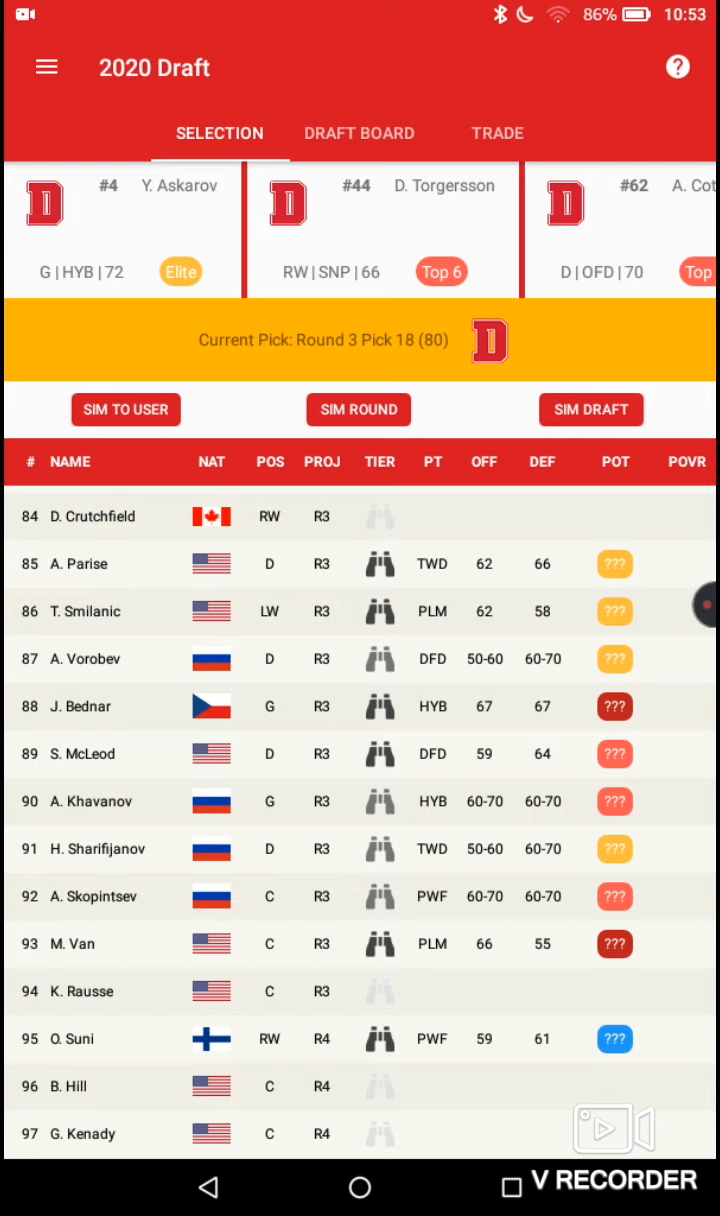 86% 10:53
2020 Draft ?
SELECTION DRAFT BOARD TRADE
D #4 Y. Askarov D #44 D. Torgersson D #62 A. Cot
G | HYB | 72 Elite RW | SNP | 66 Top 6 D | OFD | 70 Top
Current Pick: Round 3 Pick 18 (80) D
SIM TO USER SIM ROUND SIM DRAFT
# NAME NAT POS PROJ TIER PT OFF DEF POT POVR
84 D. Crutchfield RW R3
85 A. Parise D R3 TWD 62 66 ???
86 T. Smilanic LW R3 PLM 62 58 ???
87 A. Vorobev D R3 DFD 50-60 60-70 ???
88 J. Bednar G R3 HYB 67 67 ???
89 S. McLeod D R3 DFD 59 64 ???
90 A. Khavanov G R3 HYB 60-70 60-70 ???
91 H. Sharifijanov D R3 TWD 50-60 60-70 ???
92 A. Skopintsev C R3 PWF 60-70 60-70 ???
93 M. Van C R3 PLM 66 55 ???
94 K. Rausse C R3
95 O. Suni RW R4 PWF 59 61 ???
96 B. Hill C R4
97 G. Kenady C R4
V RECORDER